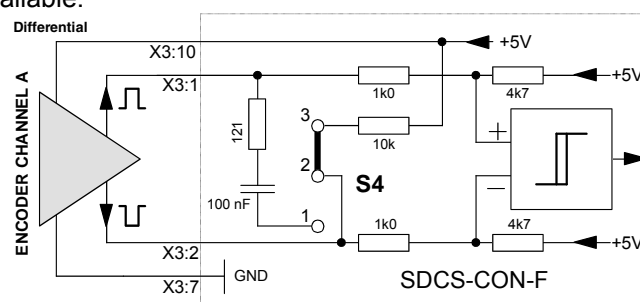 ailable.
Differential
X3:10
+5V
X3:1
+5V
1k0
4k7
ENCODER CHANNEL A
121
3
10k
+
2
S4
100 nF
–
1
1k0
4k7
+5V
X3:2
GND
SDCS-CON-F
X3:7